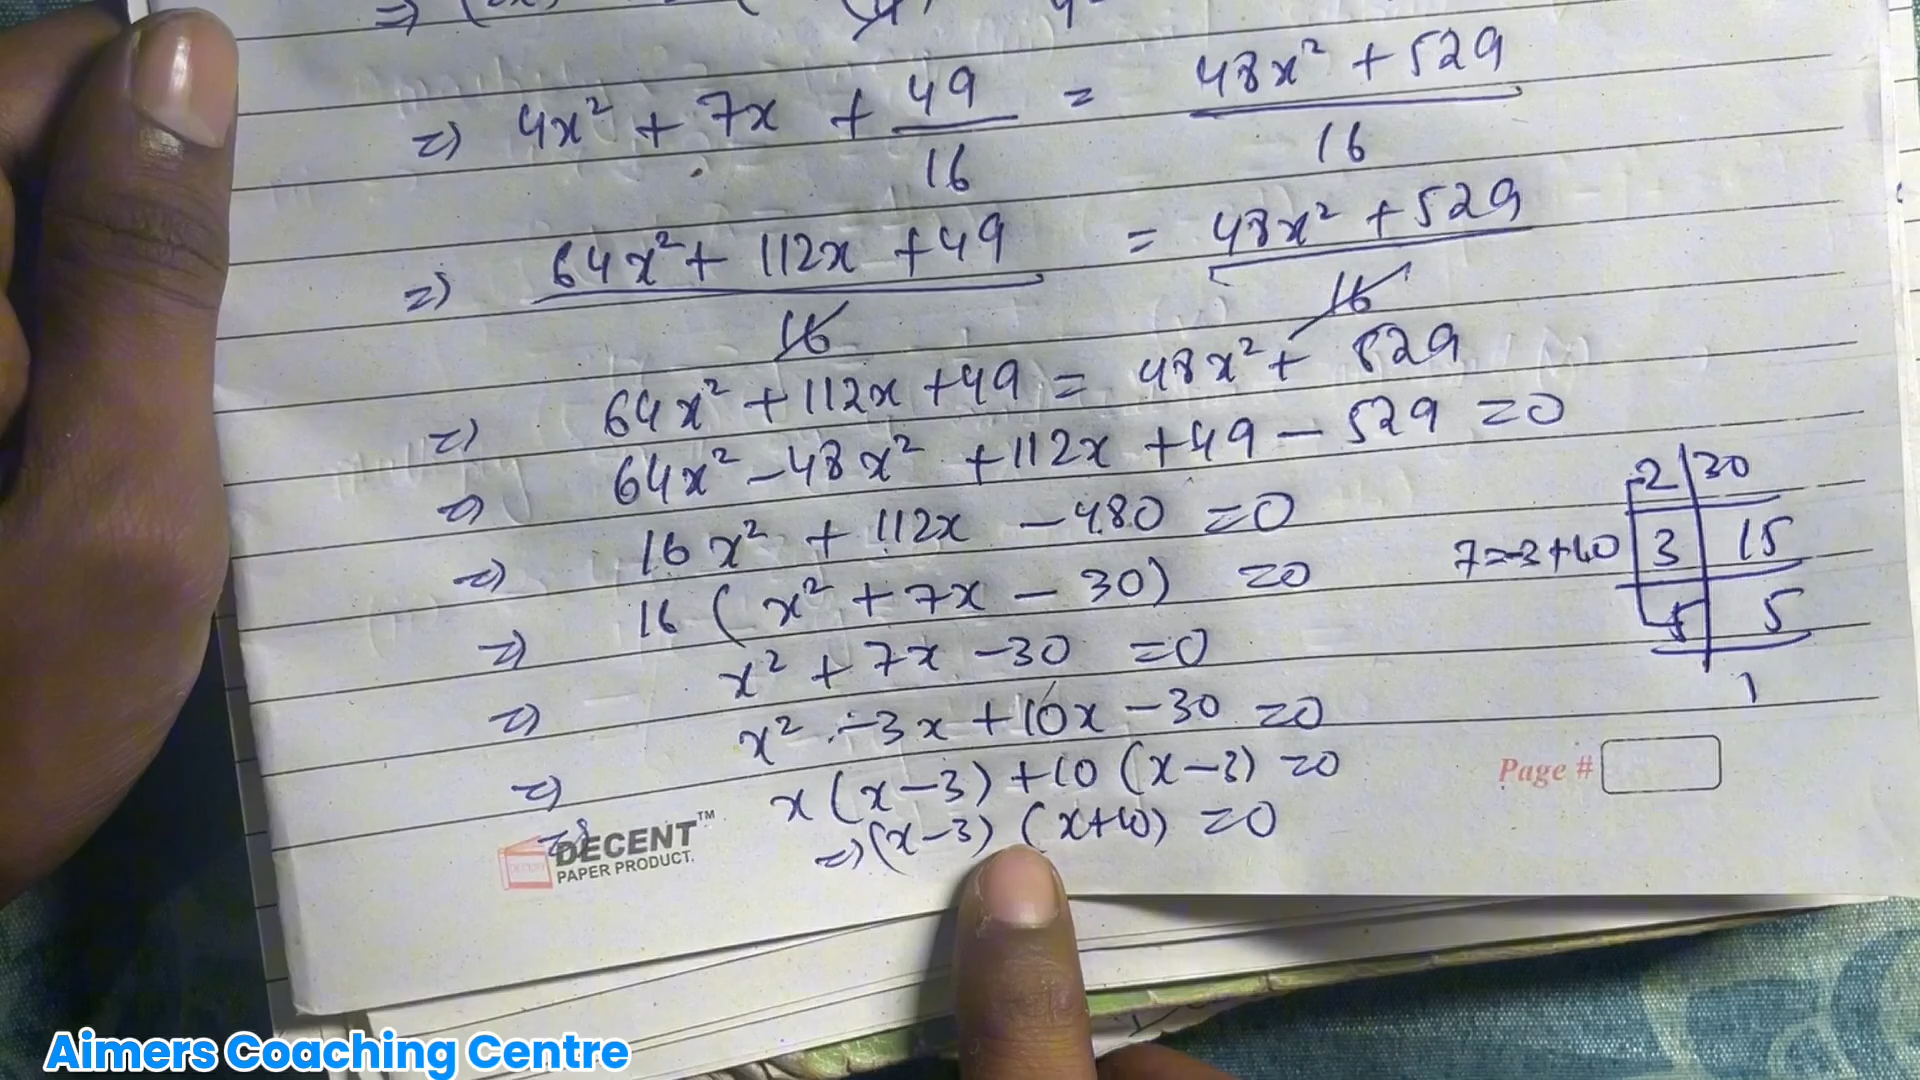 ⇒ (2x)
⇒ 4x² + 7x + 49/16 = 48x² + 529/16
⇒ 64x² + 112x + 49/16 = 48x² + 529/16
⇒ 64x² + 112x + 49 = 48x² + 529
⇒ 64x² - 48x² + 112x + 49 - 529 = 0
⇒ 16x² + 112x - 480 = 0
⇒ 16 (x² + 7x - 30) = 0
⇒ x² + 7x - 30 = 0
⇒ x² - 3x + 10x - 30 = 0
⇒ x (x-3) + 10 (x-3) = 0
⇒ (x-3) (x+10) = 0
2 | 30
7 = -3+10 3 | 15
5 | 5
1
Page #
DECENT™
PAPER PRODUCT.
Aimers Coaching Centre